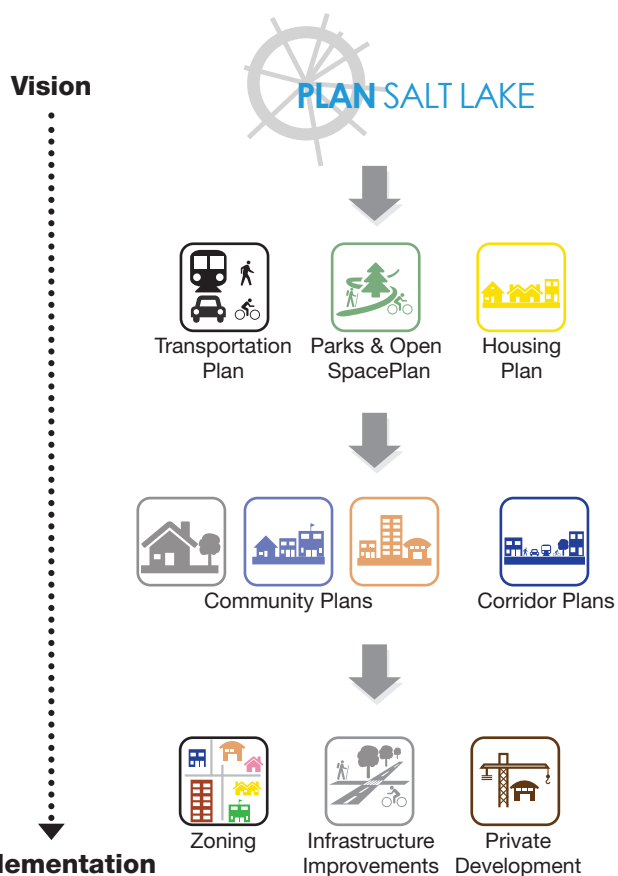 Vision
PLAN SALT LAKE
Transportation
Plan
Parks & Open
SpacePlan
Housing
Plan
Community Plans
Corridor Plans
Zoning
Infrastructure
Improvements
Private
Development
lementation